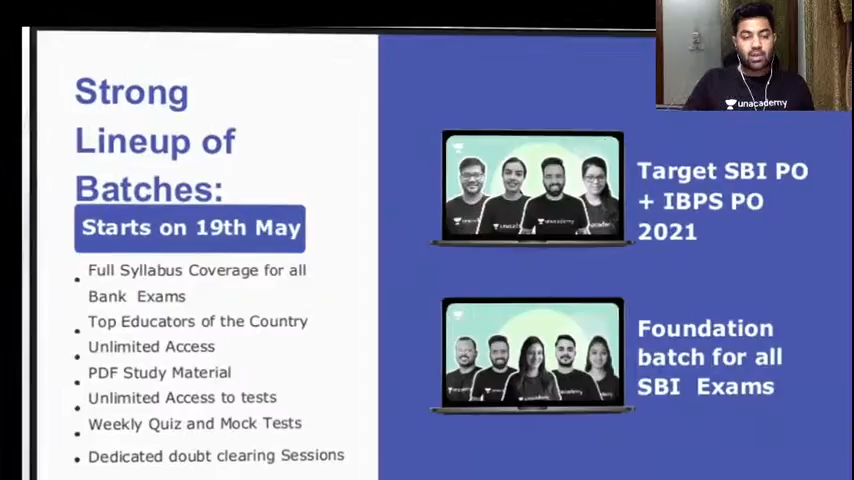 Strong
Lineup of
Batches:
Starts on 19th May
Full Syllabus Coverage for all
Bank Exams
Top Educators of the Country
Unlimited Access
PDF Study Material
Unlimited Access to tests
Weekly Quiz and Mock Tests
Dedicated doubt clearing Sessions
Target SBI PO
+ IBPS PO
2021
Foundation
batch for all
SBI Exams
unacademy